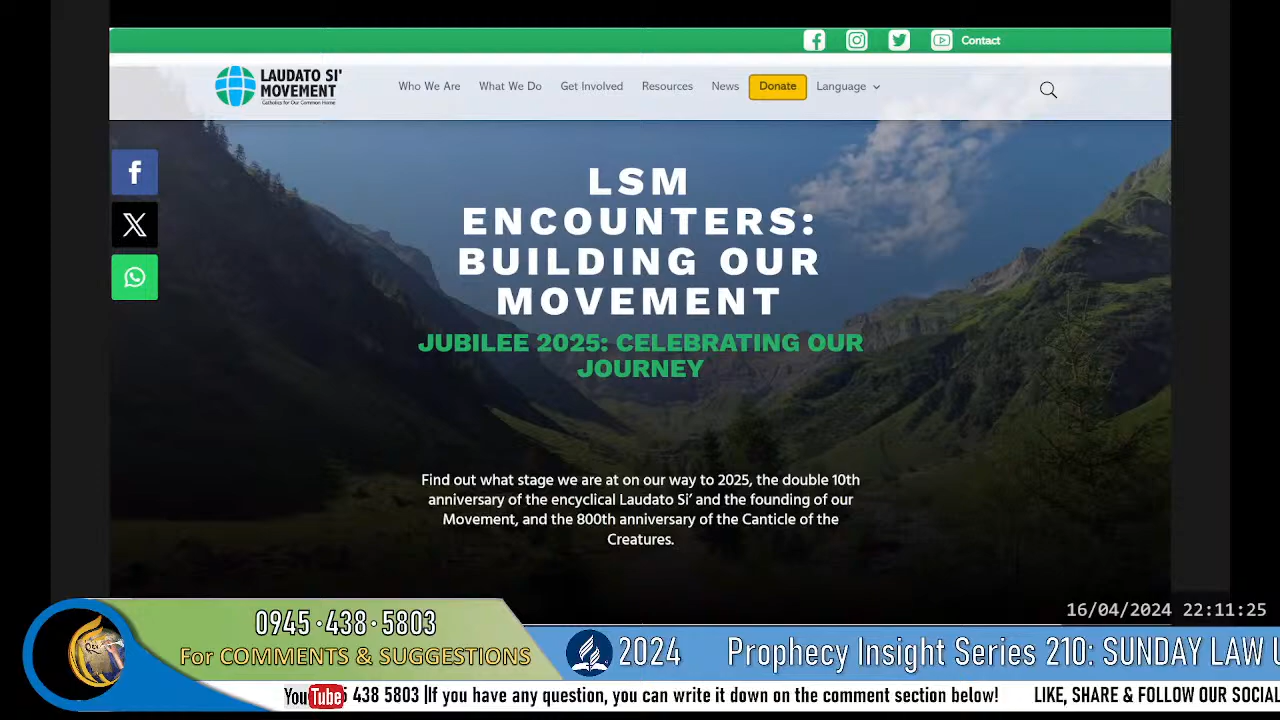 Contact
LAUDATO SI'
MOVEMENT
Catholics for Our Common Home
Who We Are What We Do Get Involved Resources News Donate Language
LSM
ENCOUNTERS:
BUILDING OUR
MOVEMENT
JUBILEE 2025: CELEBRATING OUR
JOURNEY
Find out what stage we are at on our way to 2025, the double 10th
anniversary of the encyclical Laudato Si’ and the founding of our
Movement, and the 800th anniversary of the Canticle of the
Creatures.
16/04/2024 22:11:25
0945·438·5803
For COMMENTS & SUGGESTIONS
2024 Prophecy Insight Series 210: SUNDAY LAW
YouTube 438 5803 |If you have any question, you can write it down on the comment section below! LIKE, SHARE & FOLLOW OUR SOCIAL